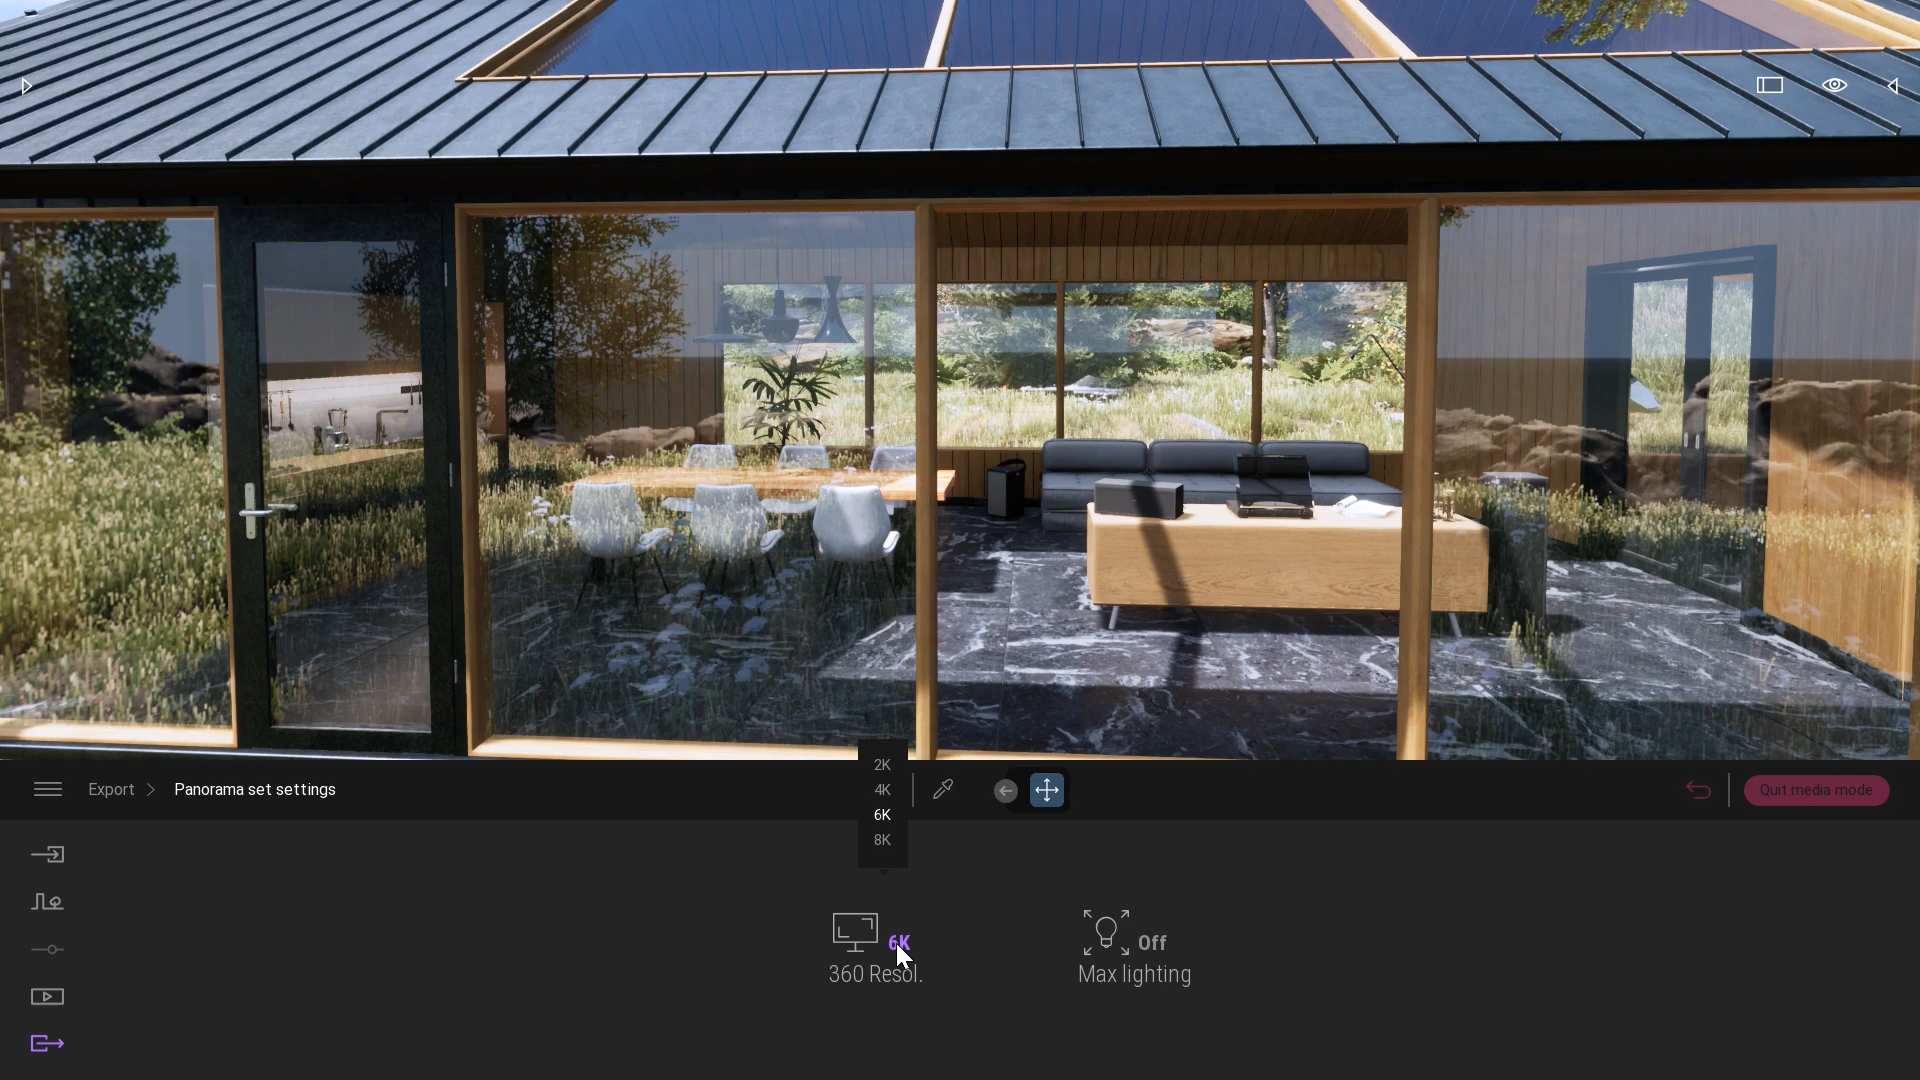 2K
4K
6K
8K
Export
Panorama set settings
Quit media mode
6K
360 Resol.
Off
Max lighting